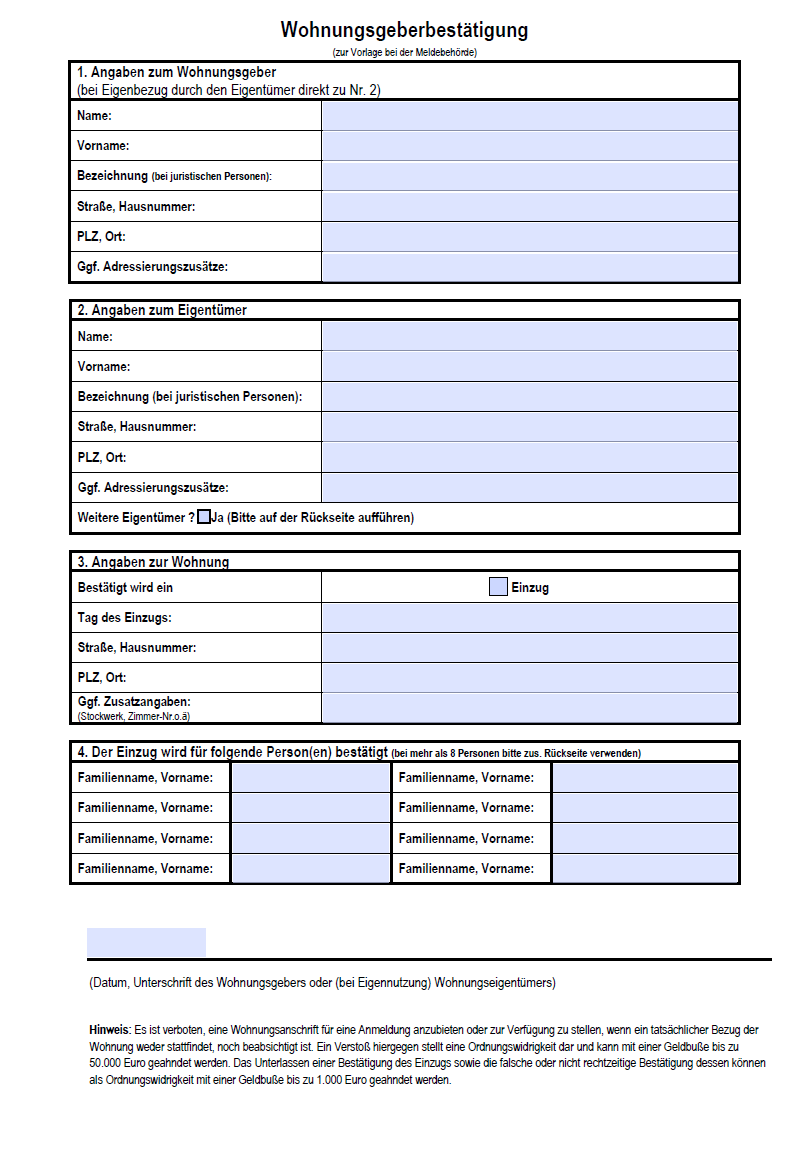 Wohnungsgeberbestätigung
(zur Vorlage bei der Meldebehörde)
1. Angaben zum Wohnungsgeber
(bei Eigenbezug durch den Eigentümer direkt zu Nr. 2)
Name:
Vorname:
Bezeichnung (bei juristischen Personen):
Straße, Hausnummer:
PLZ, Ort:
Ggf. Adressierungszusätze:
2. Angaben zum Eigentümer
Name:
Vorname:
Bezeichnung (bei juristischen Personen):
Straße, Hausnummer:
PLZ, Ort:
Ggf. Adressierungszusätze:
Weitere Eigentümer ? Ja (Bitte auf der Rückseite aufführen)
3. Angaben zur Wohnung
Bestätigt wird ein Einzug
Tag des Einzugs:
Straße, Hausnummer:
PLZ, Ort:
Ggf. Zusatzangaben:
(Stockwerk, Zimmer-Nr.o.ä)
4. Der Einzug wird für folgende Person(en) bestätigt (bei mehr als 8 Personen bitte zus. Rückseite verwenden)
Familienname, Vorname: Familienname, Vorname:
Familienname, Vorname: Familienname, Vorname:
Familienname, Vorname: Familienname, Vorname:
Familienname, Vorname: Familienname, Vorname:
(Datum, Unterschrift des Wohnungsgebers oder (bei Eigennutzung) Wohnungseigentümers)
Hinweis: Es ist verboten, eine Wohnungsanschrift für eine Anmeldung anzubieten oder zur Verfügung zu stellen, wenn ein tatsächlicher Bezug der
Wohnung weder stattfindet, noch beabsichtigt ist. Ein Verstoß hiergegen stellt eine Ordnungswidrigkeit dar und kann mit einer Geldbuße bis zu
50.000 Euro geahndet werden. Das Unterlassen einer Bestätigung des Einzugs sowie die falsche oder nicht rechtzeitige Bestätigung dessen können
als Ordnungswidrigkeit mit einer Geldbuße bis zu 1.000 Euro geahndet werden.